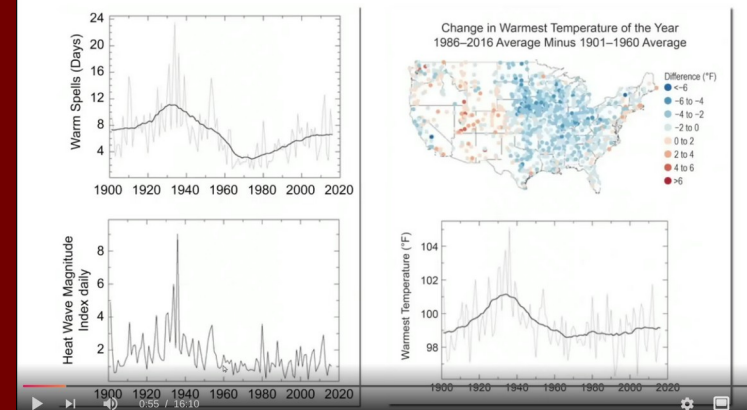 24
20
16
12
8
4
Warm Spells (Days)
1900 1920 1940 1960 1980 2000 2020
Change in Warmest Temperature of the Year
1986–2016 Average Minus 1901–1960 Average
Difference (°F)
<-6
-6 to -4
-4 to -2
-2 to 0
0 to 2
2 to 4
4 to 6
>6
8
6
4
2
Heat Wave Magnitude
Index daily
1900 1920 1940 1960 1980 2000 2020
104
102
100
98
Warmest Temperature (°F)
1900 1920 1940 1960 1980 2000 2020
0:55 / 16:10